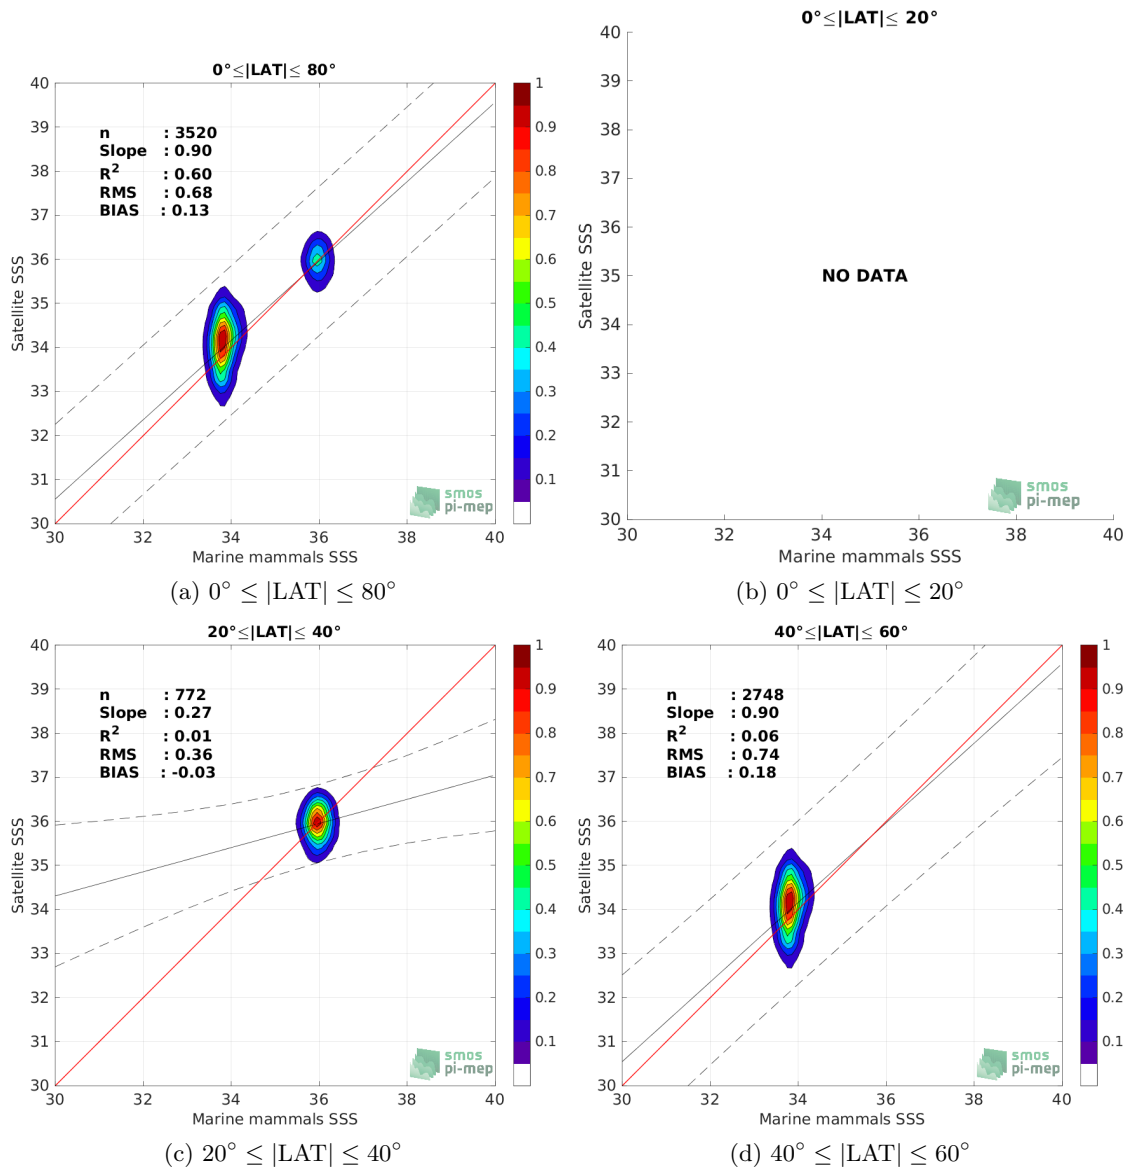 0°≤|LAT|≤ 80°
n : 3520
Slope : 0.90
R² : 0.60
RMS : 0.68
BIAS : 0.13
40
39
38
37
36
35
34
33
32
31
30
Satellite SSS
30 32 34 36 38 40
Marine mammals SSS
1
0.9
0.8
0.7
0.6
0.5
0.4
0.3
0.2
0.1
smos
pi-mep
(a) 0° ≤ |LAT| ≤ 80°
0°≤|LAT|≤ 20°
40
39
38
37
36
35
34
33
32
31
30
Satellite SSS
NO DATA
30 32 34 36 38 40
Marine mammals SSS
smos
pi-mep
(b) 0° ≤ |LAT| ≤ 20°
20°≤|LAT|≤ 40°
n : 772
Slope : 0.27
R² : 0.01
RMS : 0.36
BIAS : -0.03
40
39
38
37
36
35
34
33
32
31
30
Satellite SSS
30 32 34 36 38 40
Marine mammals SSS
1
0.9
0.8
0.7
0.6
0.5
0.4
0.3
0.2
0.1
smos
pi-mep
(c) 20° ≤ |LAT| ≤ 40°
40°≤|LAT|≤ 60°
n : 2748
Slope : 0.90
R² : 0.06
RMS : 0.74
BIAS : 0.18
40
39
38
37
36
35
34
33
32
31
30
Satellite SSS
30 32 34 36 38 40
Marine mammals SSS
1
0.9
0.8
0.7
0.6
0.5
0.4
0.3
0.2
0.1
smos
pi-mep
(d) 40° ≤ |LAT| ≤ 60°